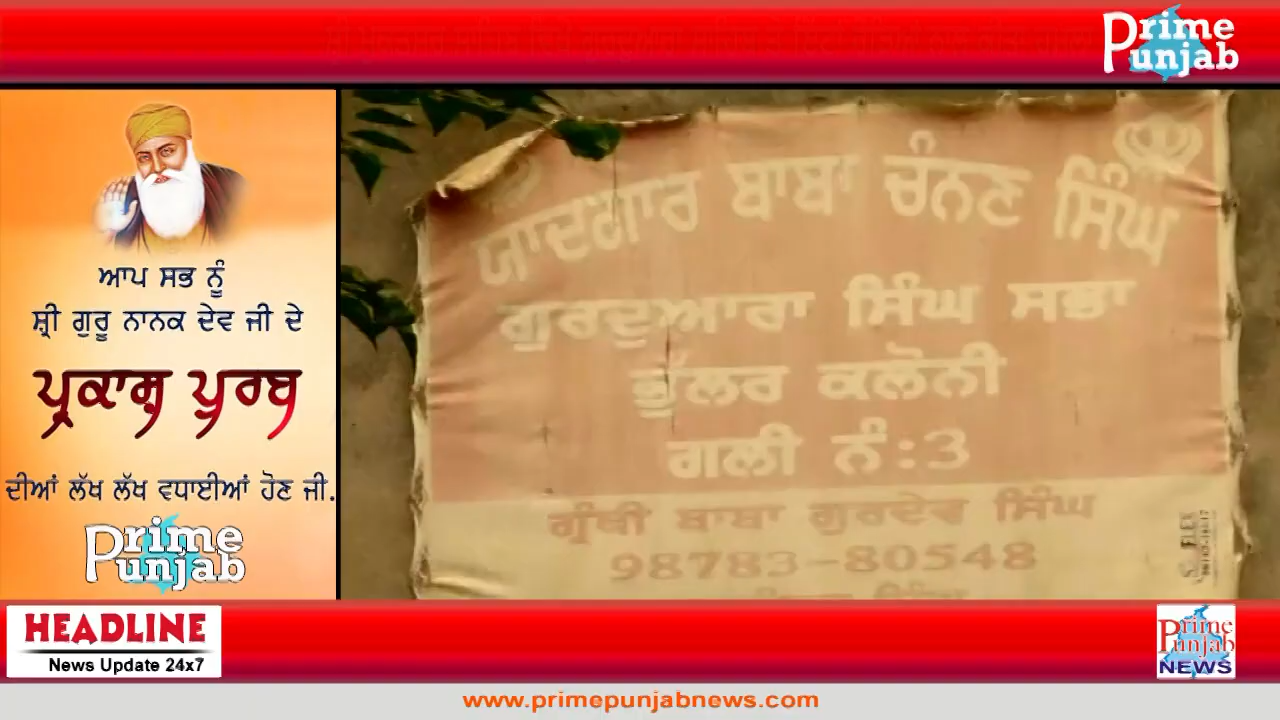 Prime
Punjab
ਆਪ ਸਭ ਨੂੰ
ਸ਼੍ਰੀ ਗੁਰੂ ਨਾਨਕ ਦੇਵ ਜੀ ਦੇ
ਪ੍ਰਕਾਸ਼ ਪੁਰਬ
ਦੀਆਂ ਲੱਖ ਲੱਖ ਵਧਾਈਆਂ ਹੋਣ ਜੀ.
Prime
Punjab
ਯਾਦਗਾਰ ਬਾਬਾ ਚੰਨਣ ਸਿੰਘ
ਗੁਰਦੁਆਰਾ ਸਿੰਘ ਸਭਾ
ਭੁੱਲਰ ਕਲੋਨੀ
ਗਲੀ ਨੰ:3
ਗ੍ਰੰਥੀ ਬਾਬਾ ਗੁਰਦੇਵ ਸਿੰਘ
98783-80548
HEADLINE
News Update 24x7
Prime
Punjab
NEWS
www.primepunjabnews.com